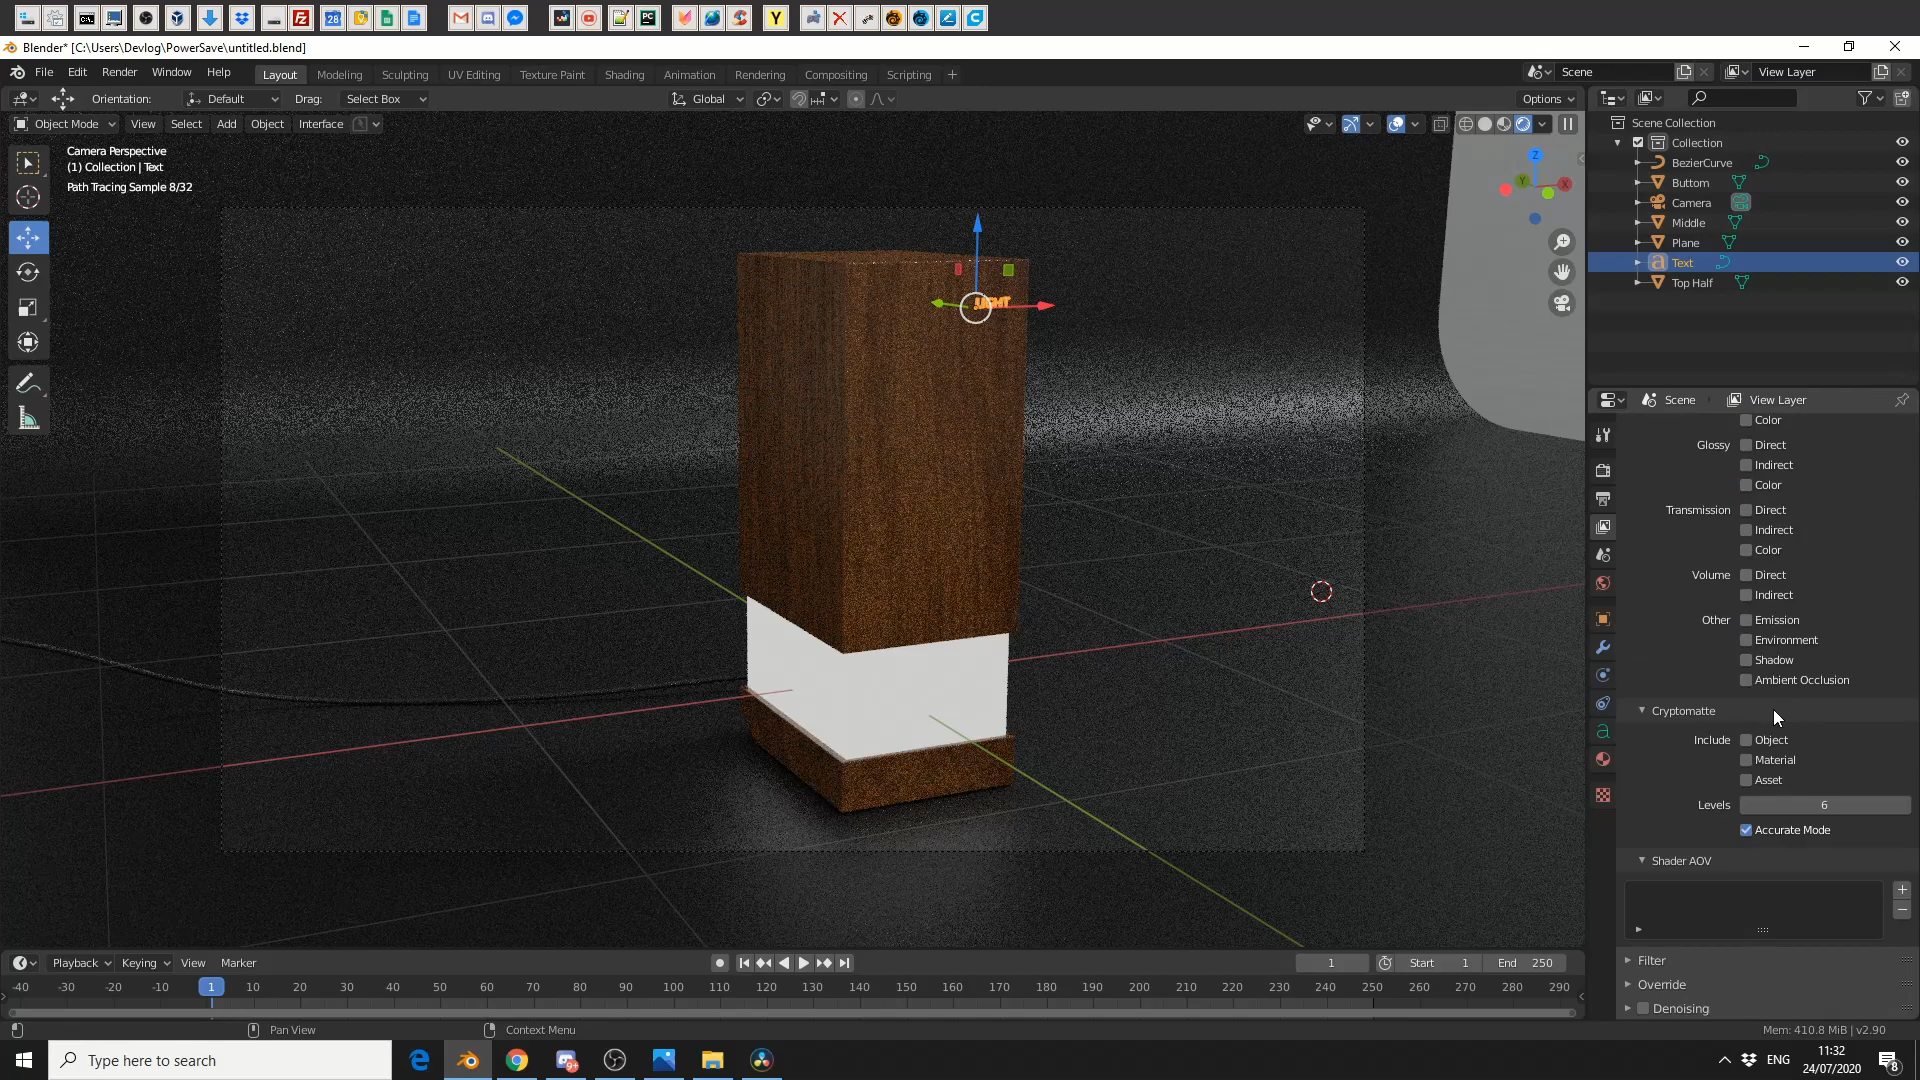 28
Y
Blender* [C:\Users\Devlog\PowerSave\untitled.blend]
File Edit Render Window Help
Layout Modeling Sculpting UV Editing Texture Paint Shading Animation Rendering Compositing Scripting +
Scene
View Layer
Orientation: Default Drag: Select Box
Global
Options
Object Mode View Select Add Object Interface
Camera Perspective
(1) Collection | Text
Path Tracing Sample 8/32
Z
Y
X
LIGHT
Scene Collection
Collection
BezierCurve
Buttom
Camera
Middle
Plane
Text
Top Half
Scene
View Layer
Color
Glossy Direct
Indirect
Color
Transmission Direct
Indirect
Color
Volume Direct
Indirect
Other Emission
Environment
Shadow
Ambient Occlusion
Cryptomatte
Include Object
Material
Asset
Levels 6
Accurate Mode
Shader AOV
Filter
Override
Denoising
Playback Keying View Marker
1 Start 1 End 250
-40 -30 -20 -10 1 10 20 30 40 50 60 70 80 90 100 110 120 130 140 150 160 170 180 190 200 210 220 230 240 250 260 270 280 290
Pan View
Context Menu
Mem: 410.8 MiB | v2.90
Type here to search
9+
ENG
11:32
24/07/2020
8